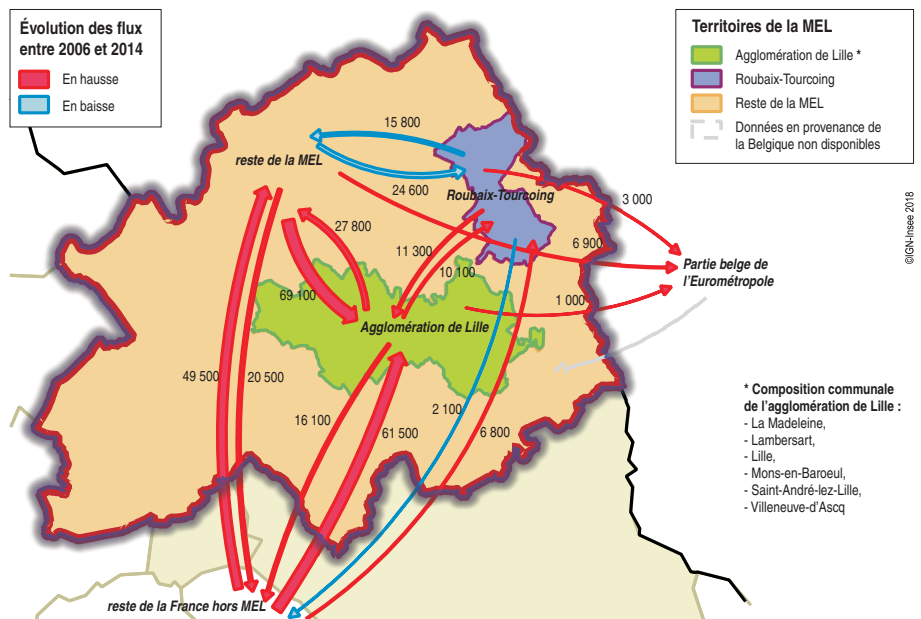 Évolution des flux
entre 2006 et 2014
En hausse
En baisse
Territoires de la MEL
Agglomération de Lille *
Roubaix-Tourcoing
Reste de la MEL
Données en provenance de
la Belgique non disponibles
©IGN-Insee 2018
15 800
reste de la MEL
24 600
Roubaix-Tourcoing
3 000
27 800
11 300
6 900
10 100
Partie belge de
l'Eurométropole
69 100
1 000
Agglomération de Lille
49 500
20 500
16 100
2 100
61 500
6 800
* Composition communale
de l'agglomération de Lille :
- La Madeleine,
- Lambersart,
- Lille,
- Mons-en-Baroeul,
- Saint-André-lez-Lille,
- Villeneuve-d'Ascq
reste de la France hors MEL